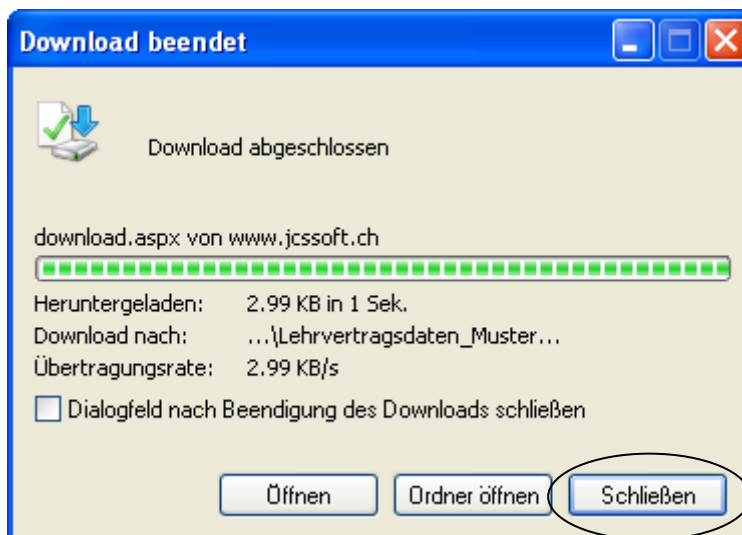 Download beendet
Download abgeschlossen
download.aspx von www.jcssoft.ch
Heruntergeladen: 2.99 KB in 1 Sek.
Download nach: ...\Lehrvertragsdaten_Muster...
Übertragungsrate: 2.99 KB/s
Dialogfeld nach Beendigung des Downloads schließen
Öffnen Ordner öffnen Schließen